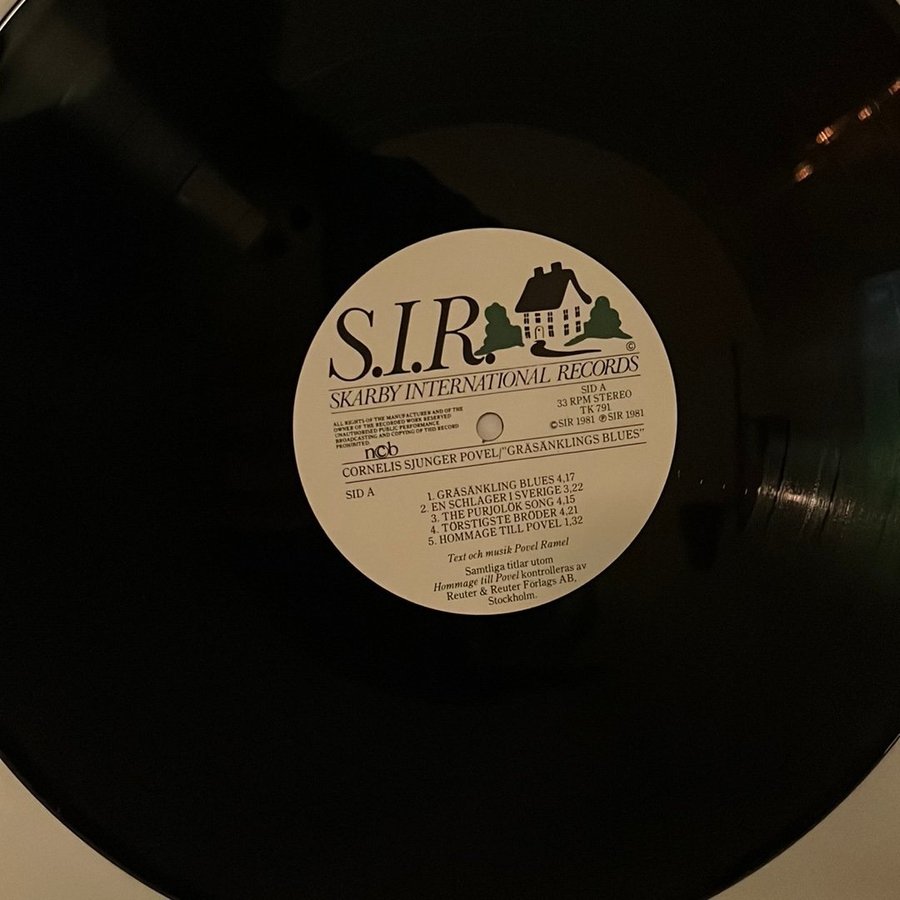 S.I.R.
©
SKARBY INTERNATIONAL RECORDS
ALL RIGHTS OF THE MANUFACTURER AND OF THE
OWNER OF THE RECORDED WORK RESERVED
UNAUTHORISED PUBLIC PERFORMANCE
BROADCASTING AND COPYING OF THIS RECORD
PROHIBITED.
ncb
SID A
33 RPM STEREO
TK 791
©SIR 1981 ℗SIR 1981
CORNELIS SJUNGER POVEL/"GRÄSÄNKLINGS BLUES"
SID A
1. GRÄSÄNKLING BLUES 4,17
2. EN SCHLAGER I SVERIGE 3,22
3. THE PURJOLÖK SONG 4,15
4. TÖRSTIGSTE BRÖDER 4,21
5. HOMMAGE TILL POVEL 1,32
Text och musik Povel Ramel
Samtliga titlar utom
Hommage till Povel kontrolleras av
Reuter & Reuter Förlags AB,
Stockholm.